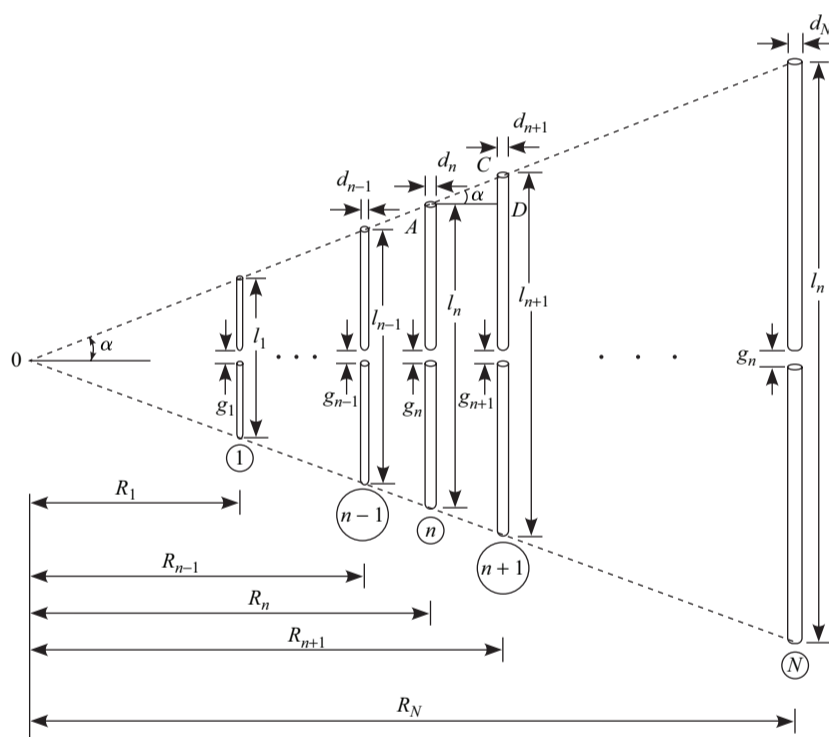 d_N
d_{n+1}
d_n
C
d_{n−1}
α
A
D
l_n
l_{n+1}
l_n
l_{n−1}
l_1
α
0
g_1
. . .
g_{n−1}
g_n
g_{n+1}
. . .
g_n
1
n − 1
n
n + 1
N
R_1
R_{n−1}
R_n
R_{n+1}
R_N